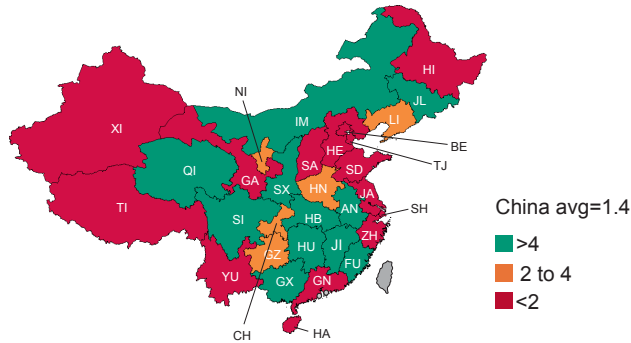 HI
JL
NI
LI
IM
XI
BE
HE
SA
TJ
QI
SD
GA
SX
HN
JA
TI
SH
AN
SI
HB
ZH
HU
JI
GZ
FU
YU
GX
GN
CH
HA
China avg=1.4
>4
2 to 4
<2